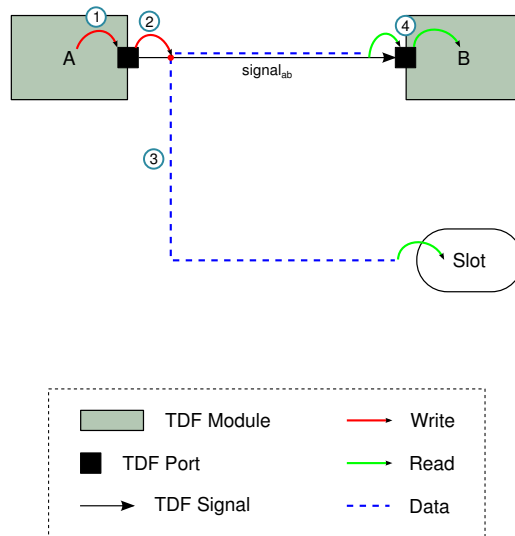 1
2
4
A
B
signal_ab
3
Slot
TDF Module
Write
TDF Port
Read
TDF Signal
Data